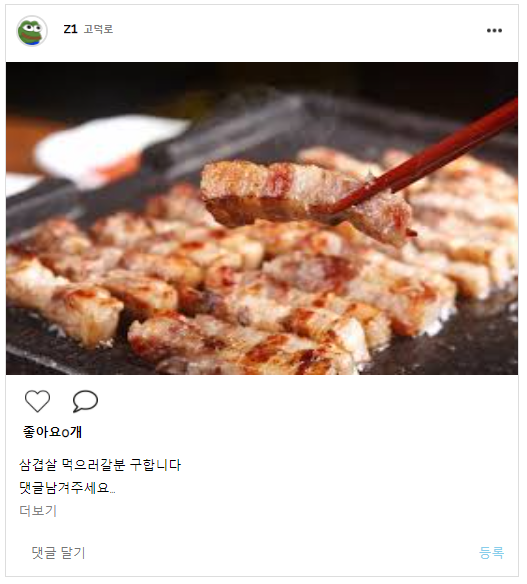 Z1 고덕로
좋아요0개
삼겹살 먹으러갈분 구합니다
댓글남겨주세요...
더보기
댓글 달기 등록